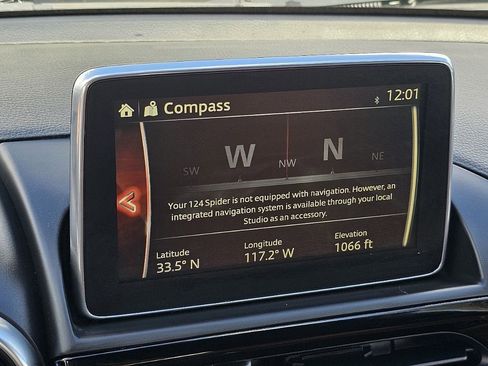 Compass
12:01
SW W NW N NE
Your 124 Spider is not equipped with navigation. However, an
integrated navigation system is available through your local
Studio as an accessory.
Latitude Longitude Elevation
33.5° N 117.2° W 1066 ft